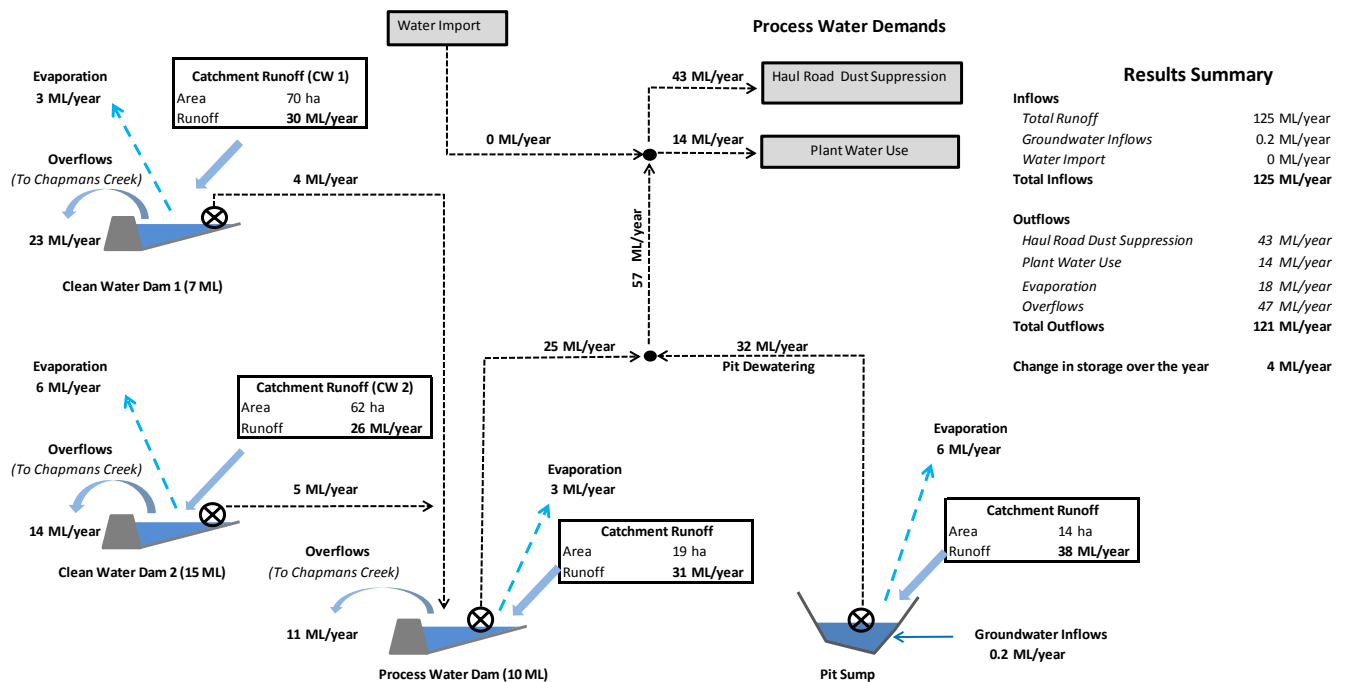 Water Import
Process Water Demands
43 ML/year
Haul Road Dust Suppression
0 ML/year
14 ML/year
Plant Water Use
57 ML/year
Evaporation
3 ML/year
Catchment Runoff (CW 1)
Area 70 ha
Runoff 30 ML/year
Overflows
(To Chapmans Creek)
4 ML/year
23 ML/year
Clean Water Dam 1 (7 ML)
Results Summary
Inflows
Total Runoff 125 ML/year
Groundwater Inflows 0.2 ML/year
Water Import 0 ML/year
Total Inflows 125 ML/year
Outflows
Haul Road Dust Suppression 43 ML/year
Plant Water Use 14 ML/year
Evaporation 18 ML/year
Overflows 47 ML/year
Total Outflows 121 ML/year
Change in storage over the year 4 ML/year
25 ML/year
32 ML/year
Pit Dewatering
Evaporation
6 ML/year
Catchment Runoff (CW 2)
Area 62 ha
Runoff 26 ML/year
Overflows
(To Chapmans Creek)
5 ML/year
14 ML/year
Clean Water Dam 2 (15 ML)
Evaporation
3 ML/year
Catchment Runoff
Area 19 ha
Runoff 31 ML/year
Overflows
(To Chapmans Creek)
11 ML/year
Process Water Dam (10 ML)
Evaporation
6 ML/year
Catchment Runoff
Area 14 ha
Runoff 38 ML/year
Groundwater Inflows
0.2 ML/year
Pit Sump